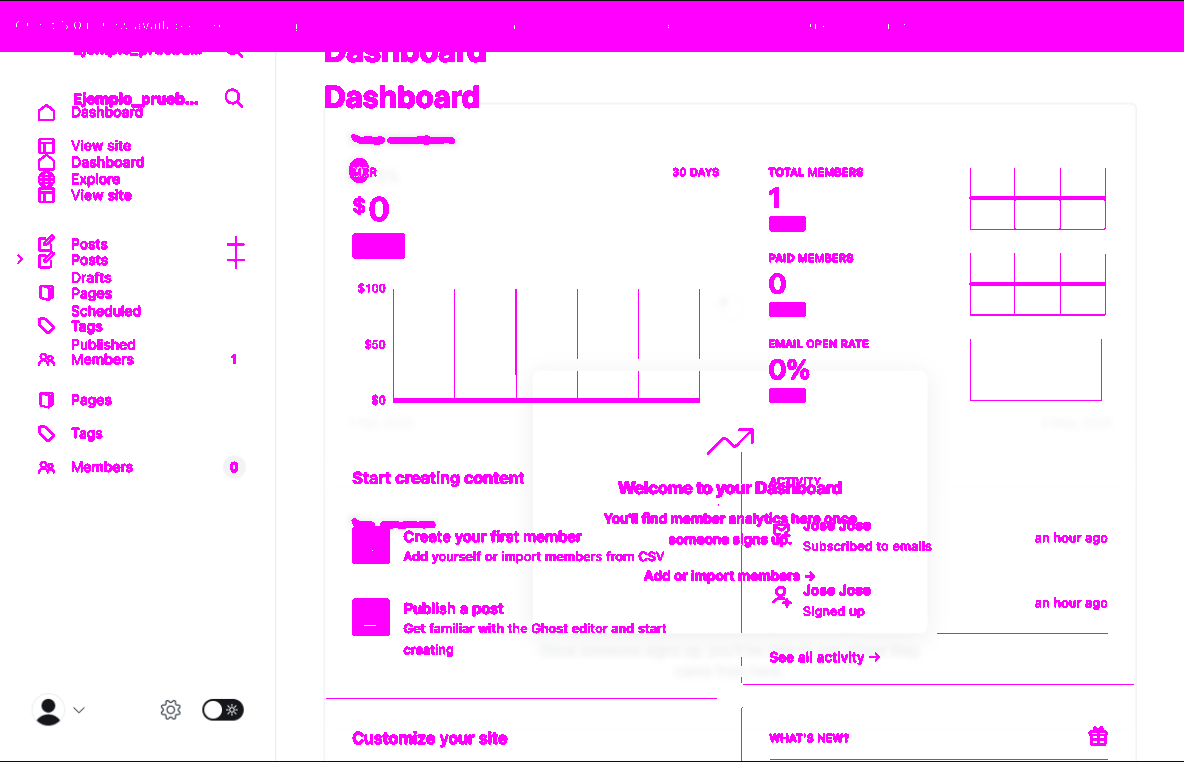 Dashboard
Dashboard
Ejemplo_prueb...
Dashboard
View site
Dashboard
Explore
View site
Posts
Posts
Drafts
Pages
Scheduled
Tags
Published
Members 1
Pages
Tags
Members 0
30 DAYS
$0
$100
$50
$0
TOTAL MEMBERS
1
PAID MEMBERS
0
EMAIL OPEN RATE
0%
Start creating content
Create your first member
Add yourself or import members from CSV
Publish a post
Get familiar with the Ghost editor and start
creating
Customize your site
Welcome to your Dashboard
You'll find member analytics here once
someone signs up.
Add or import members →
ACTIVITY
Jose Jose
Subscribed to emails
an hour ago
Jose Jose
Signed up
an hour ago
See all activity →
WHAT'S NEW?